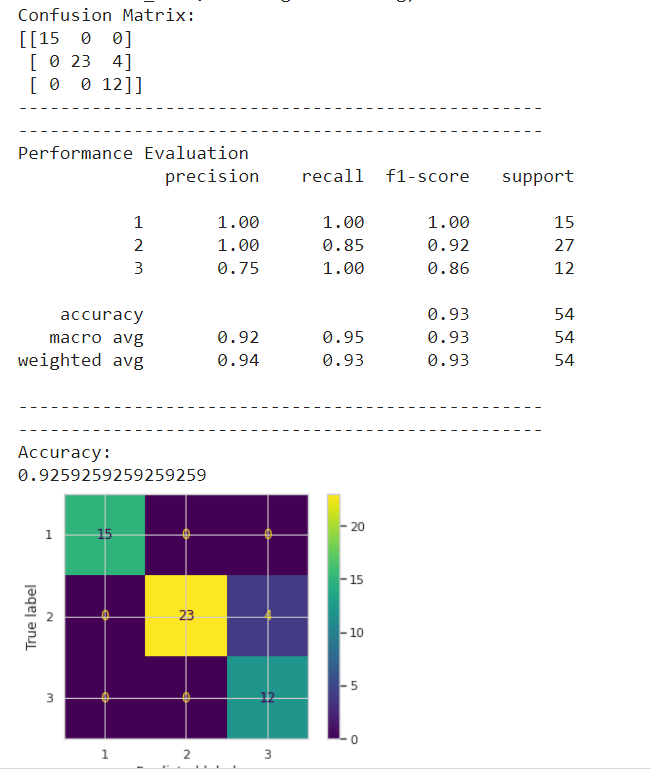 Confusion Matrix:
[[15  0  0]
 [ 0 23  4]
 [ 0  0 12]]
--------------------------------------------------
--------------------------------------------------
Performance Evaluation
              precision    recall  f1-score   support

           1       1.00      1.00      1.00        15
           2       1.00      0.85      0.92        27
           3       0.75      1.00      0.86        12

    accuracy                           0.93        54
   macro avg       0.92      0.95      0.93        54
weighted avg       0.94      0.93      0.93        54

--------------------------------------------------
--------------------------------------------------
Accuracy:
0.9259259259259259
1 15 0 0
2 0 23 4
3 0 0 12
1 2 3
True label
20
15
10
5
0